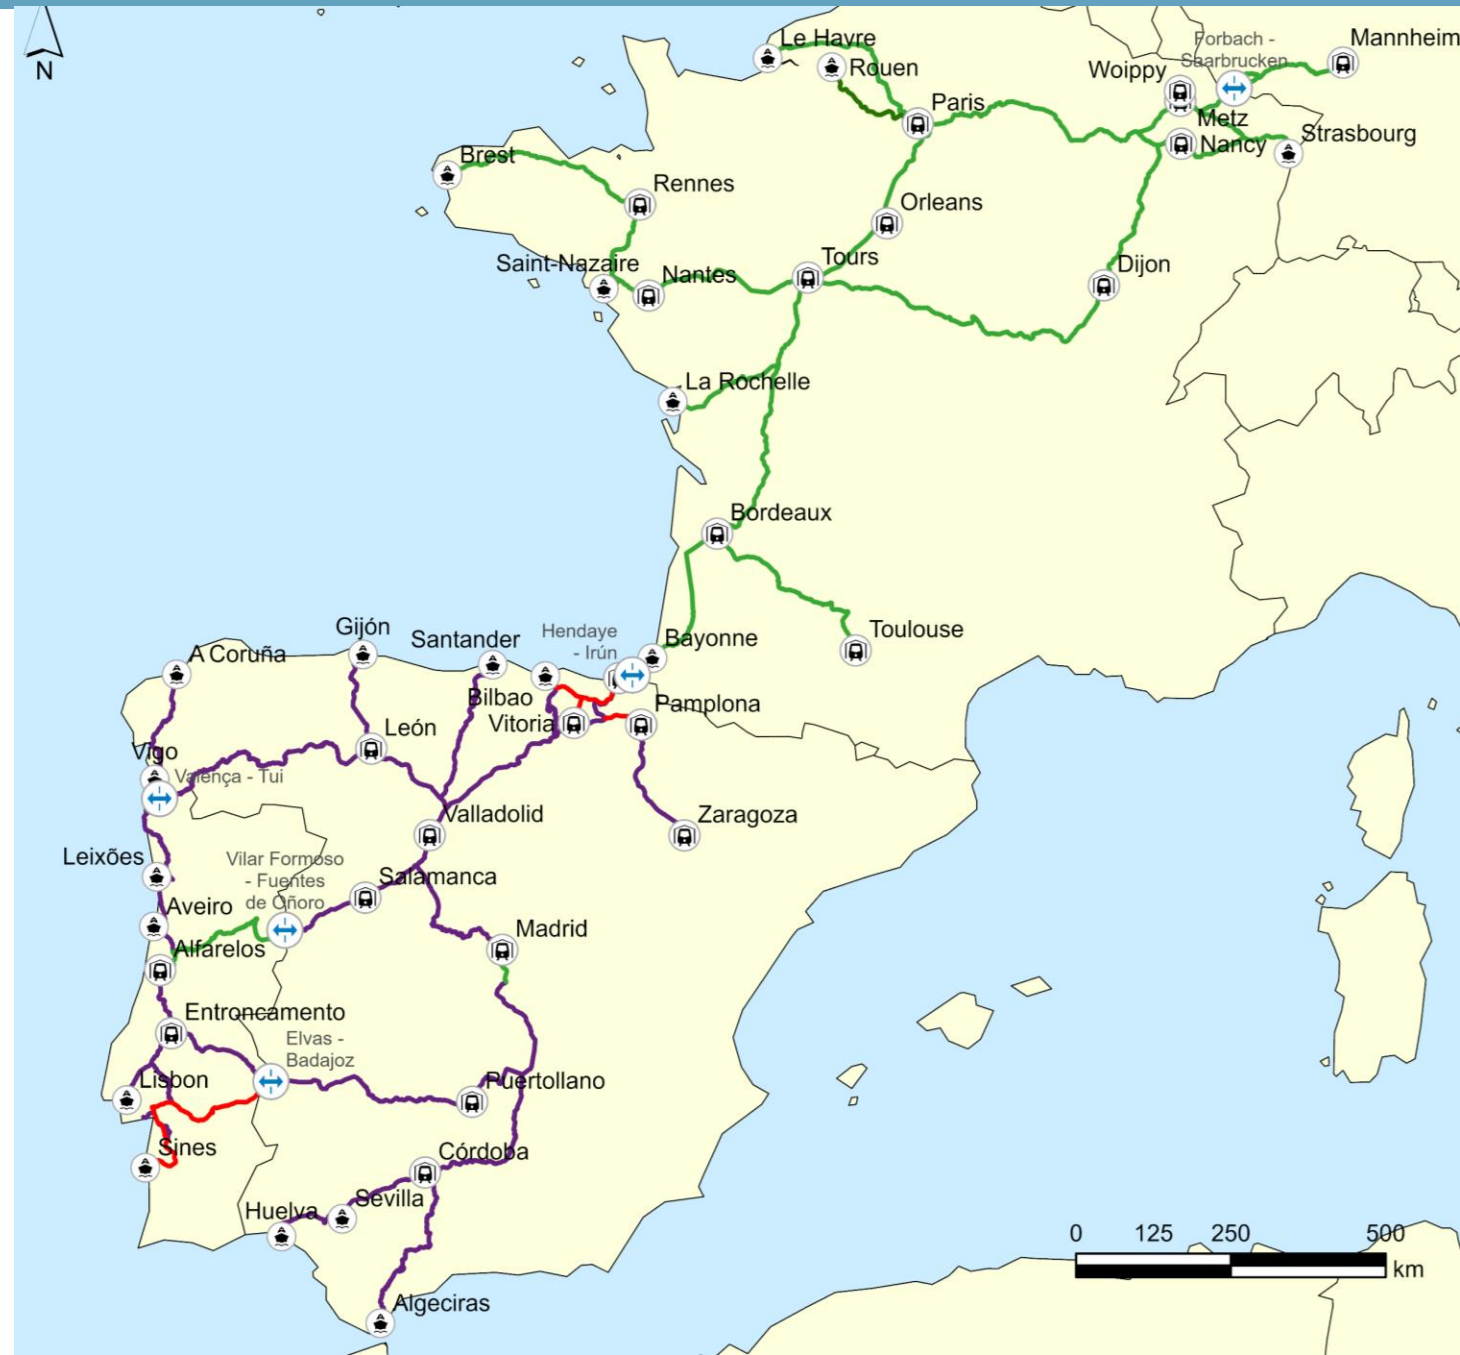 N
Le Havre
Rouen
Paris
Forbach -
Saarbrucken
Mannheim
Woippy
Metz
Nancy
Strasbourg
Brest
Rennes
Orleans
Saint-Nazaire
Nantes
Tours
Dijon
La Rochelle
Bordeaux
Toulouse
Gijón
Santander
Hendaye
- Irún
Bayonne
A Coruña
Bilbao
Vitoria
Pamplona
León
Vigo
Valença - Tui
Valladolid
Zaragoza
Leixões
Vilar Formoso
- Fuentes
de Oñoro
Salamanca
Aveiro
Alfarelos
Madrid
Entroncamento
Elvas -
Badajoz
Lisbon
Puertollano
Sines
Córdoba
Huelva
Sevilla
Algeciras
0 125 250 500
km